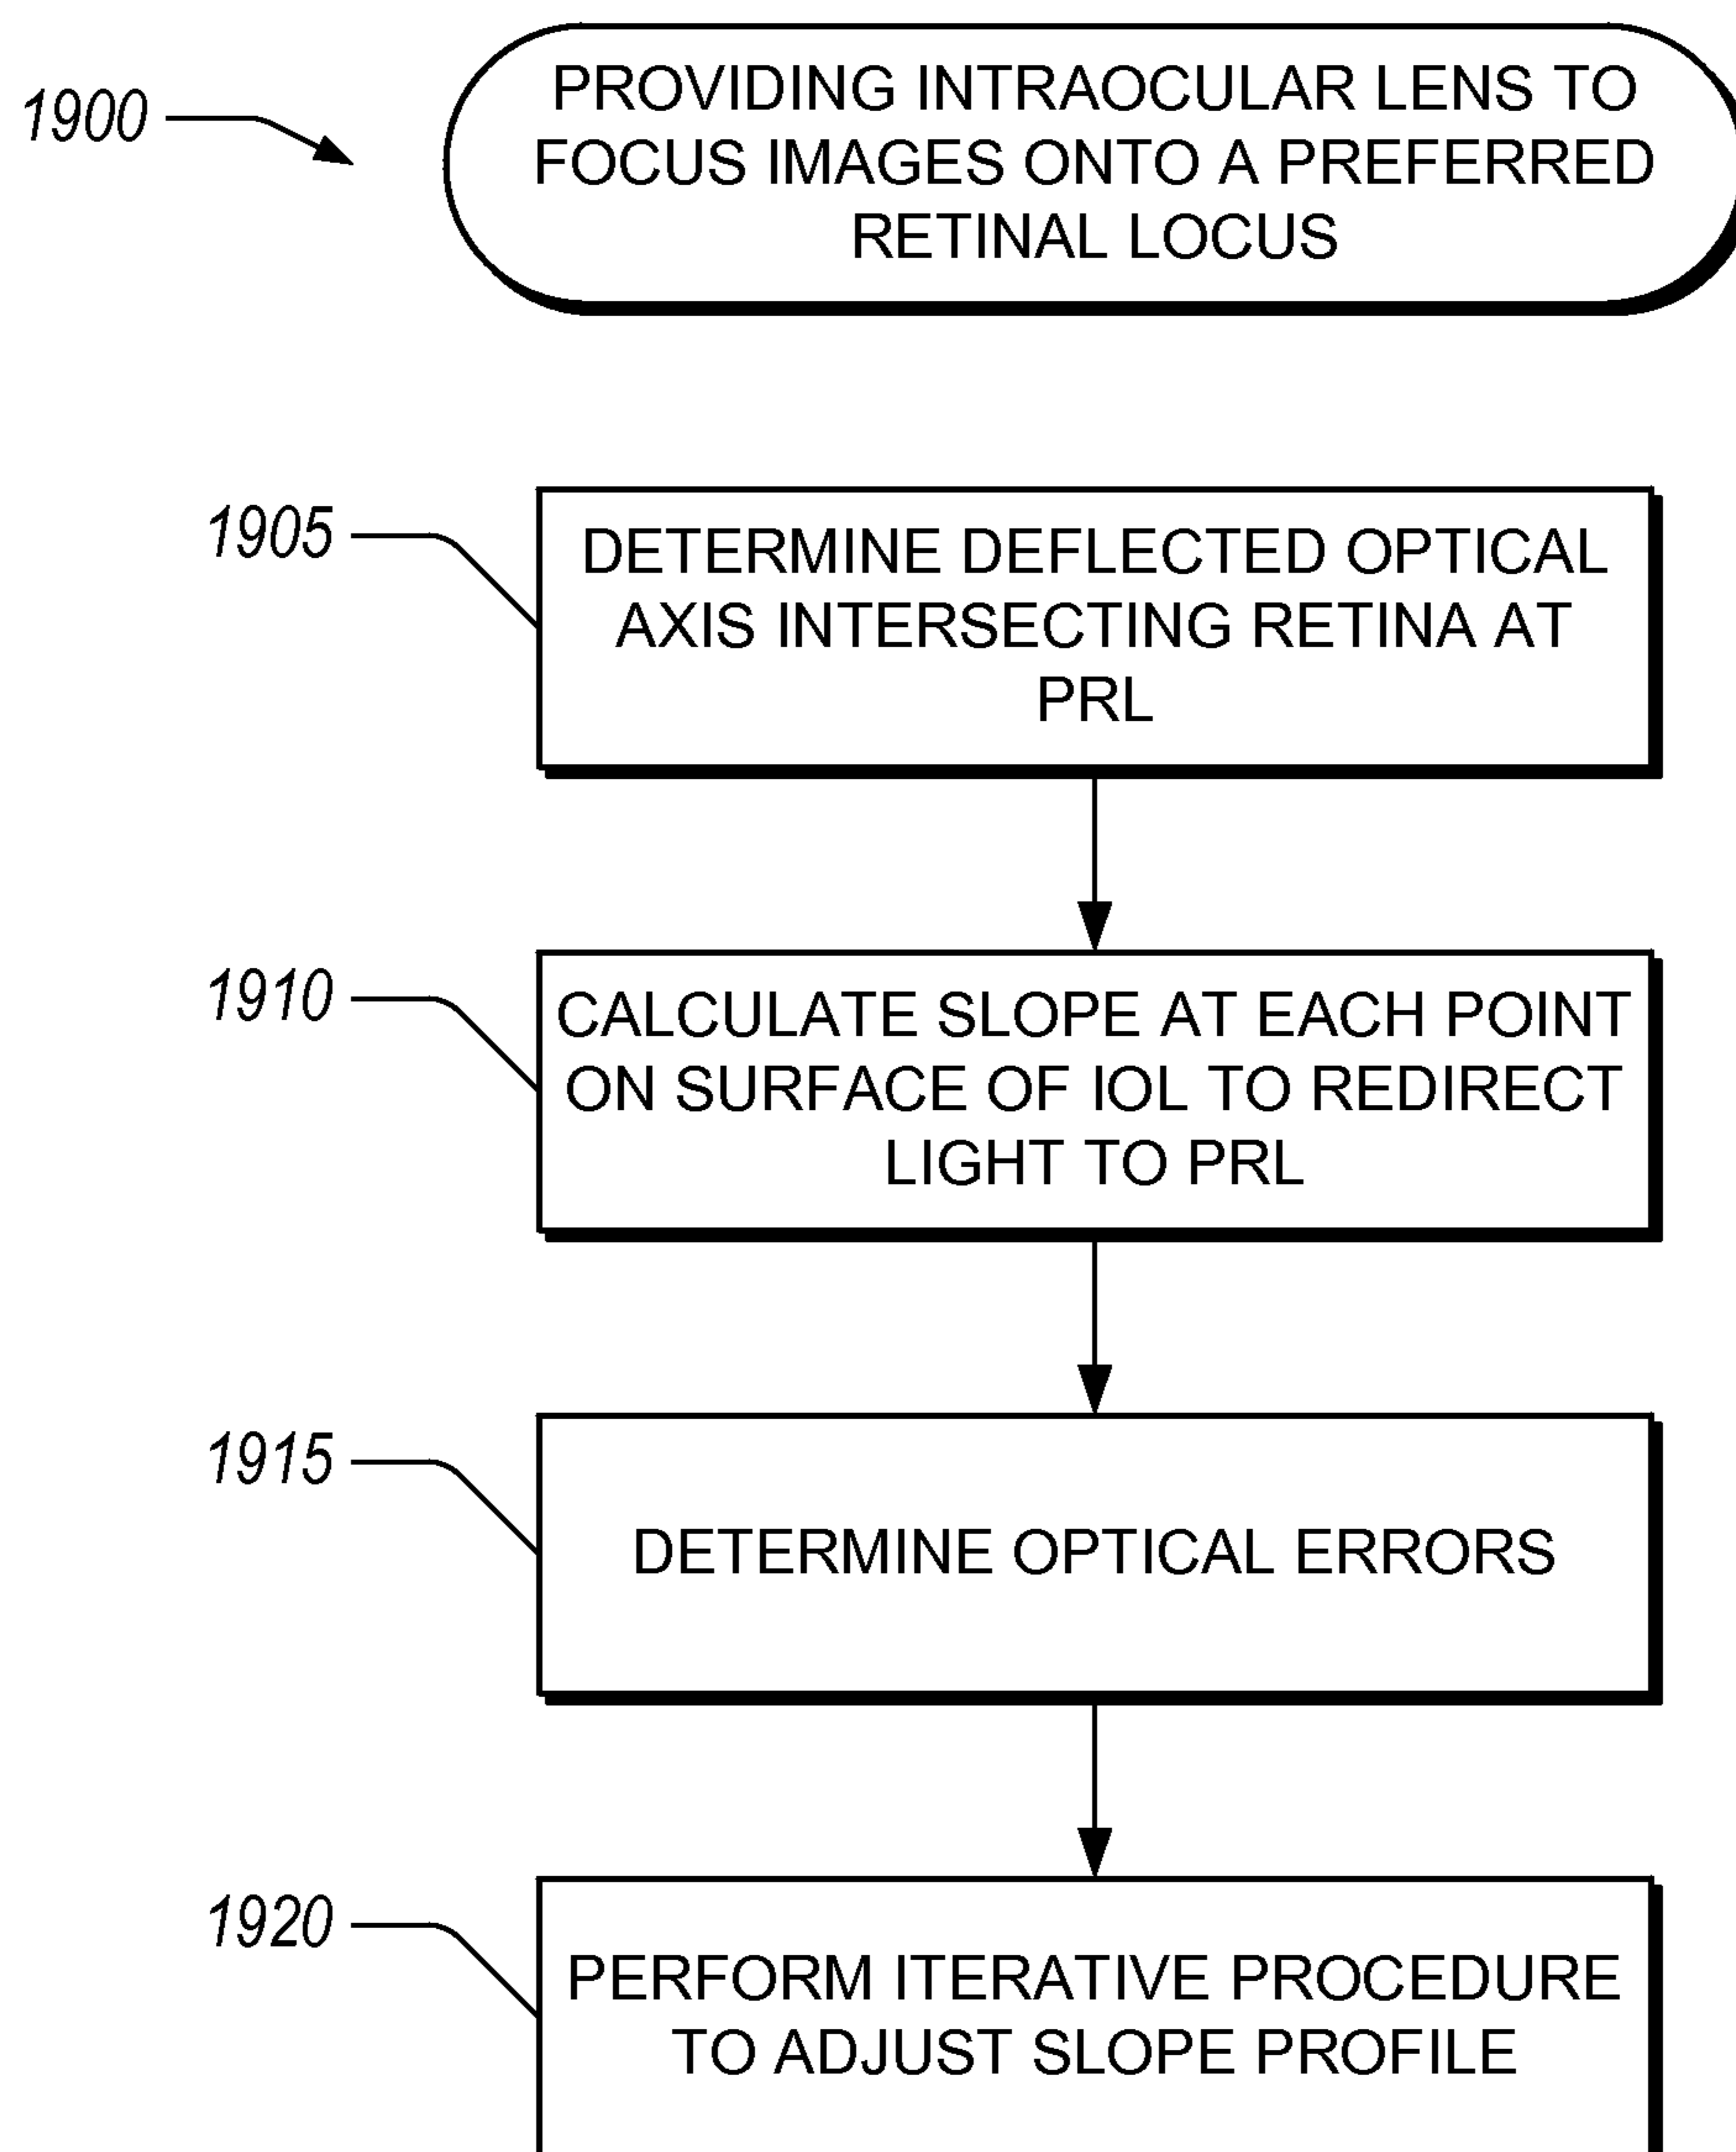 1900
PROVIDING INTRAOCULAR LENS TO
FOCUS IMAGES ONTO A PREFERRED
RETINAL LOCUS
1905
DETERMINE DEFLECTED OPTICAL
AXIS INTERSECTING RETINA AT
PRL
1910
CALCULATE SLOPE AT EACH POINT
ON SURFACE OF IOL TO REDIRECT
LIGHT TO PRL
1915
DETERMINE OPTICAL ERRORS
1920
PERFORM ITERATIVE PROCEDURE
TO ADJUST SLOPE PROFILE